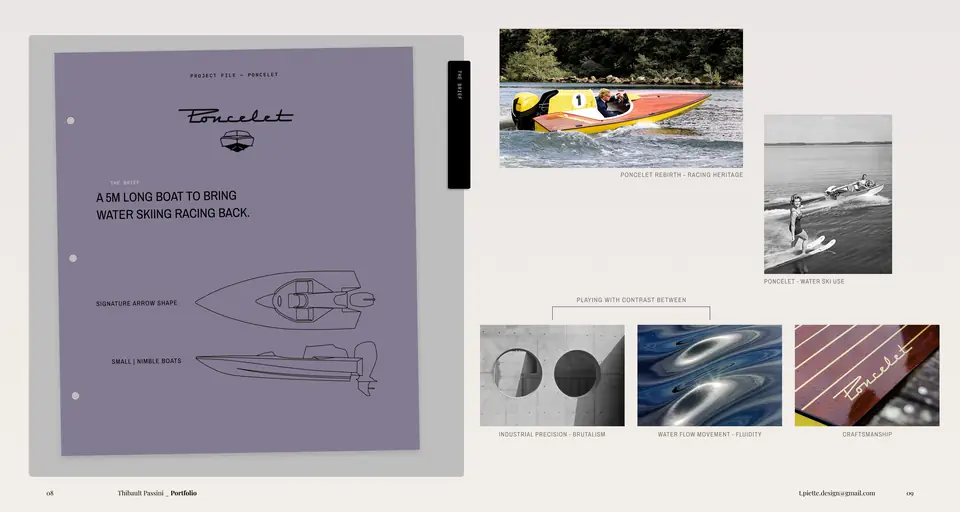 PROJECT FILE – PONCELET
Poncelet
THE BRIEF
A 5M LONG BOAT TO BRING
WATER SKIING RACING BACK.
SIGNATURE ARROW SHAPE
SMALL | NIMBLE BOATS
THE BRIEF
1
PONCELET REBIRTH - RACING HERITAGE
PONCELET - WATER SKI USE
PLAYING WITH CONTRAST BETWEEN
Poncelet
INDUSTRIAL PRECISION - BRUTALISM
WATER FLOW MOVEMENT - FLUIDITY
CRAFTSMANSHIP
08
Thibault Passini _ Portfolio
t.piette.design@gmail.com
09